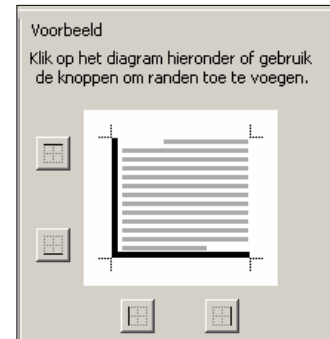 Voorbeeld
Klik op het diagram hieronder of gebruik
de knoppen om randen toe te voegen.